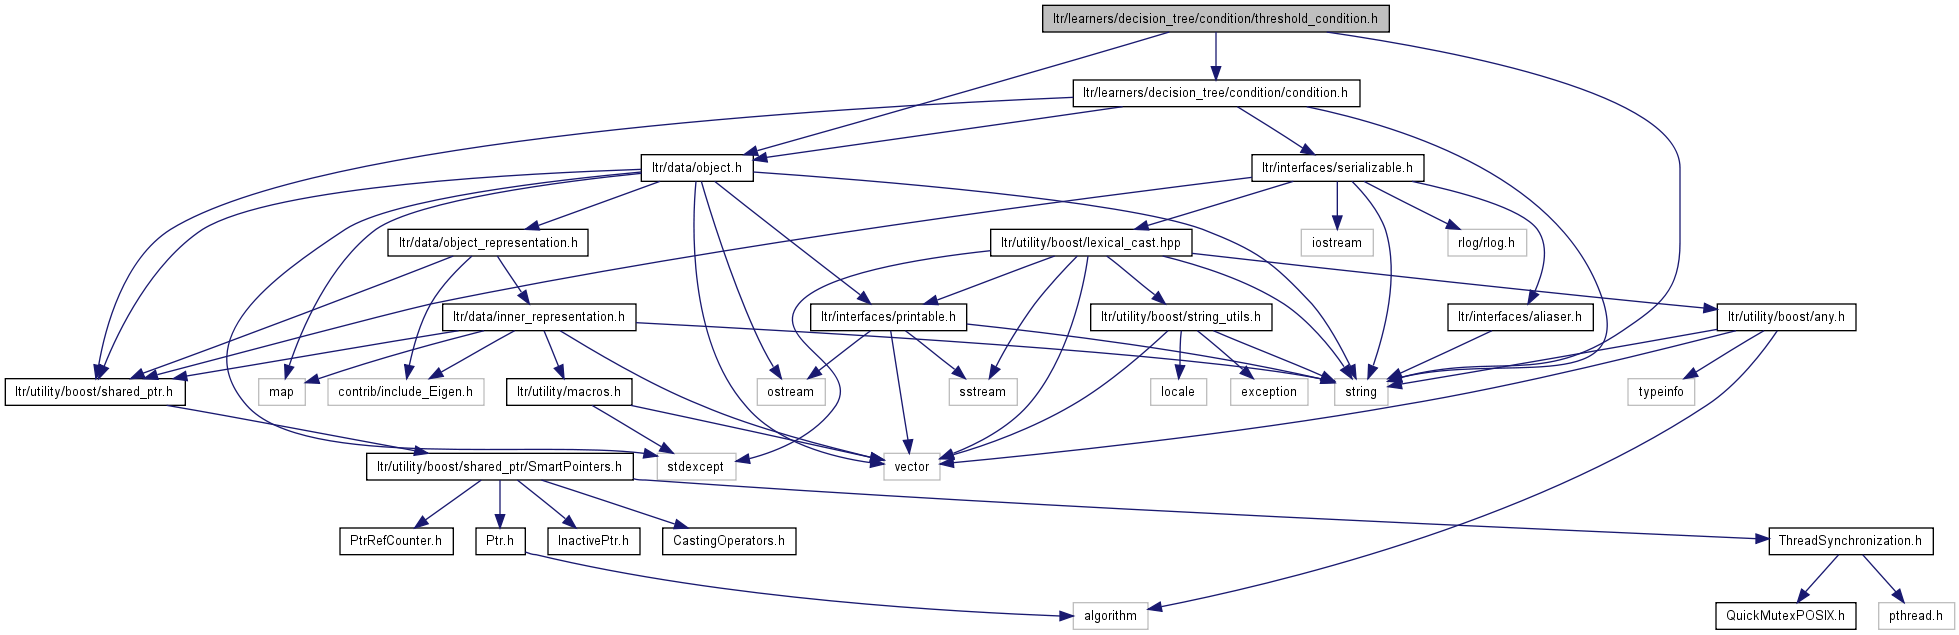 ltr/learners/decision_tree/condition/threshold_condition.h
ltr/learners/decision_tree/condition/condition.h
ltr/data/object.h
ltr/interfaces/serializable.h
ltr/data/object_representation.h
ltr/utility/boost/lexical_cast.hpp
iostream
rlog/rlog.h
ltr/data/inner_representation.h
ltr/interfaces/printable.h
ltr/utility/boost/string_utils.h
ltr/interfaces/aliaser.h
ltr/utility/boost/any.h
ltr/utility/boost/shared_ptr.h
map
contrib/include_Eigen.h
ltr/utility/macros.h
ostream
sstream
locale
exception
string
typeinfo
ltr/utility/boost/shared_ptr/SmartPointers.h
stdexcept
vector
PtrRefCounter.h
Ptr.h
InactivePtr.h
CastingOperators.h
ThreadSynchronization.h
algorithm
QuickMutexPOSIX.h
pthread.h